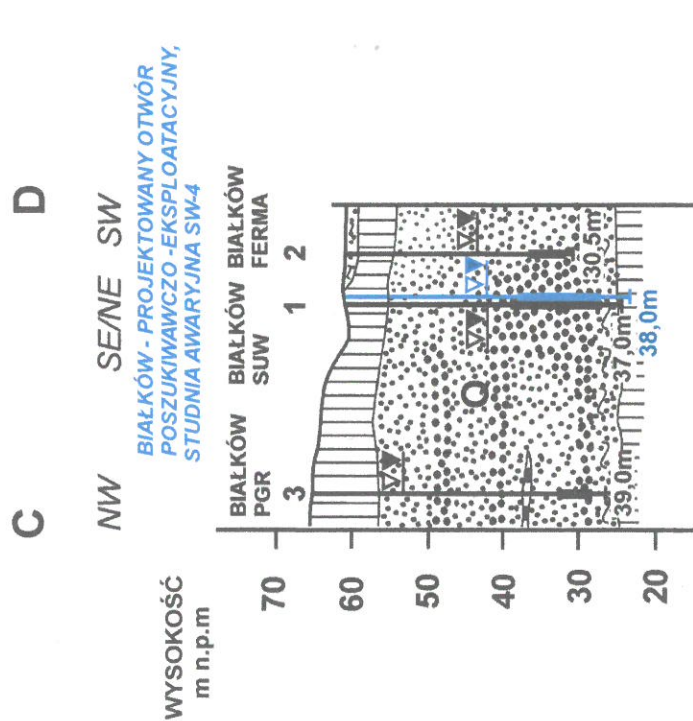 C D
NW SE/NE SW
BIAŁKÓW - PROJEKTOWANY OTWÓR
POSZUKIWAWCZO -EKSPLOATACYJNY,
STUDNIA AWARYJNA SW-4
WYSOKOŚĆ
m n.p.m
BIAŁKÓW
PGR
3
BIAŁKÓW
SUW
1
BIAŁKÓW
FERMA
2
70
60
50
40
30
20
Q
39,0m
37,0m
38,0m
30,5m